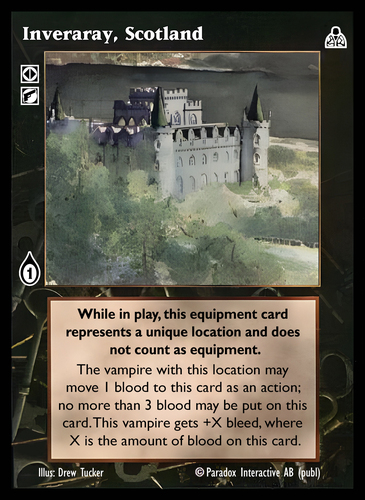 Inveraray, Scotland
1
While in play, this equipment card
represents a unique location and does
not count as equipment.
The vampire with this location may
move 1 blood to this card as an action;
no more than 3 blood may be put on this
card. This vampire gets +X bleed, where
X is the amount of blood on this card.
Illus: Drew Tucker © Paradox Interactive AB (publ)